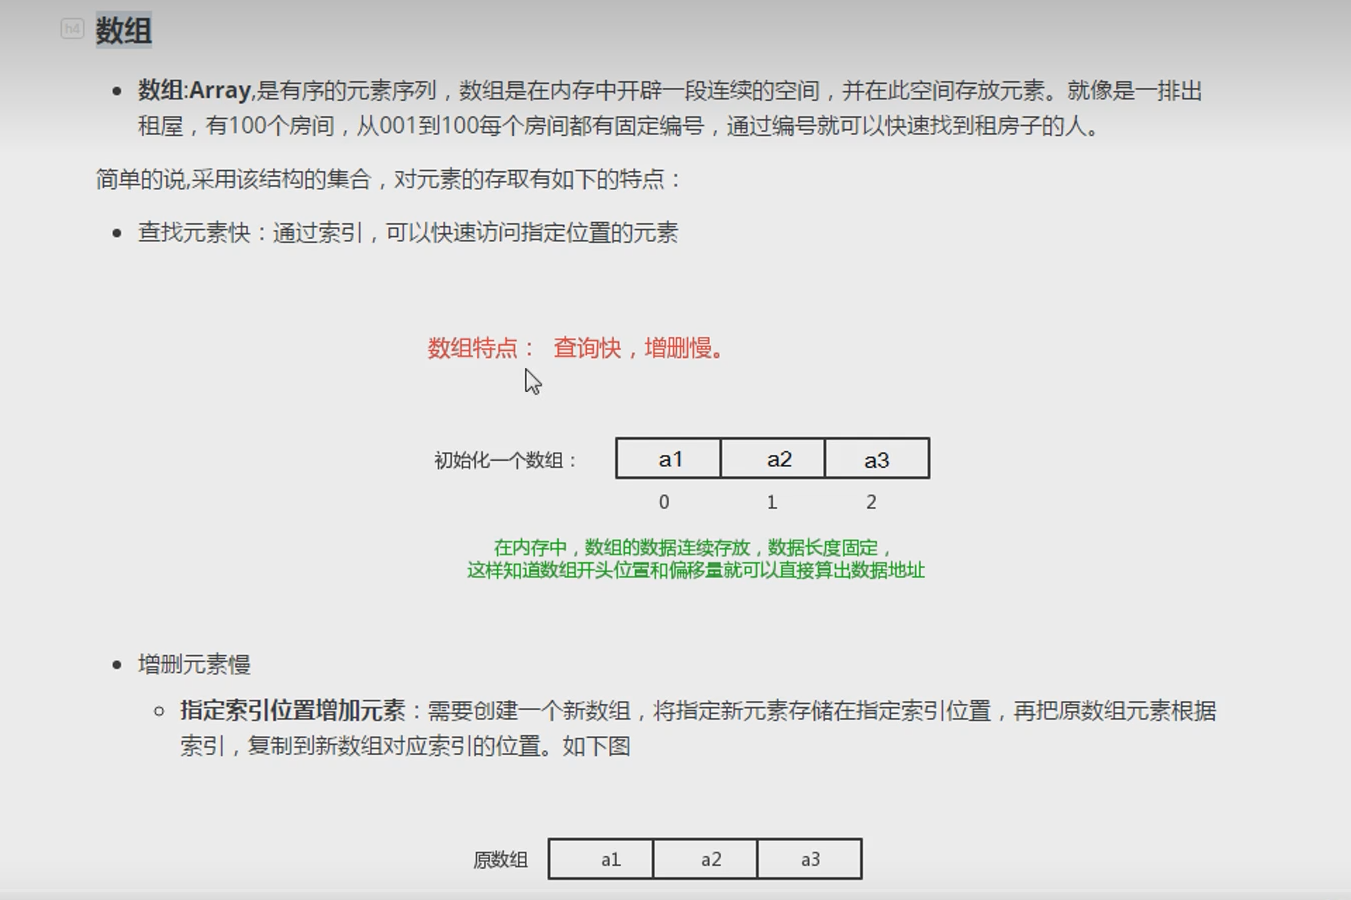 h4
数组
数组:Array,是有序的元素序列，数组是在内存中开辟一段连续的空间，并在此空间存放元素。就像是一排出
租屋，有100个房间，从001到100每个房间都有固定编号，通过编号就可以快速找到租房子的人。
简单的说,采用该结构的集合，对元素的存取有如下的特点：
查找元素快：通过索引，可以快速访问指定位置的元素
数组特点： 查询快，增删慢。
初始化一个数组： a1 a2 a3
0 1 2
在内存中，数组的数据连续存放，数据长度固定，
这样知道数组开头位置和偏移量就可以直接算出数据地址
增删元素慢
指定索引位置增加元素：需要创建一个新数组，将指定新元素存储在指定索引位置，再把原数组元素根据
索引，复制到新数组对应索引的位置。如下图
原数组 a1 a2 a3